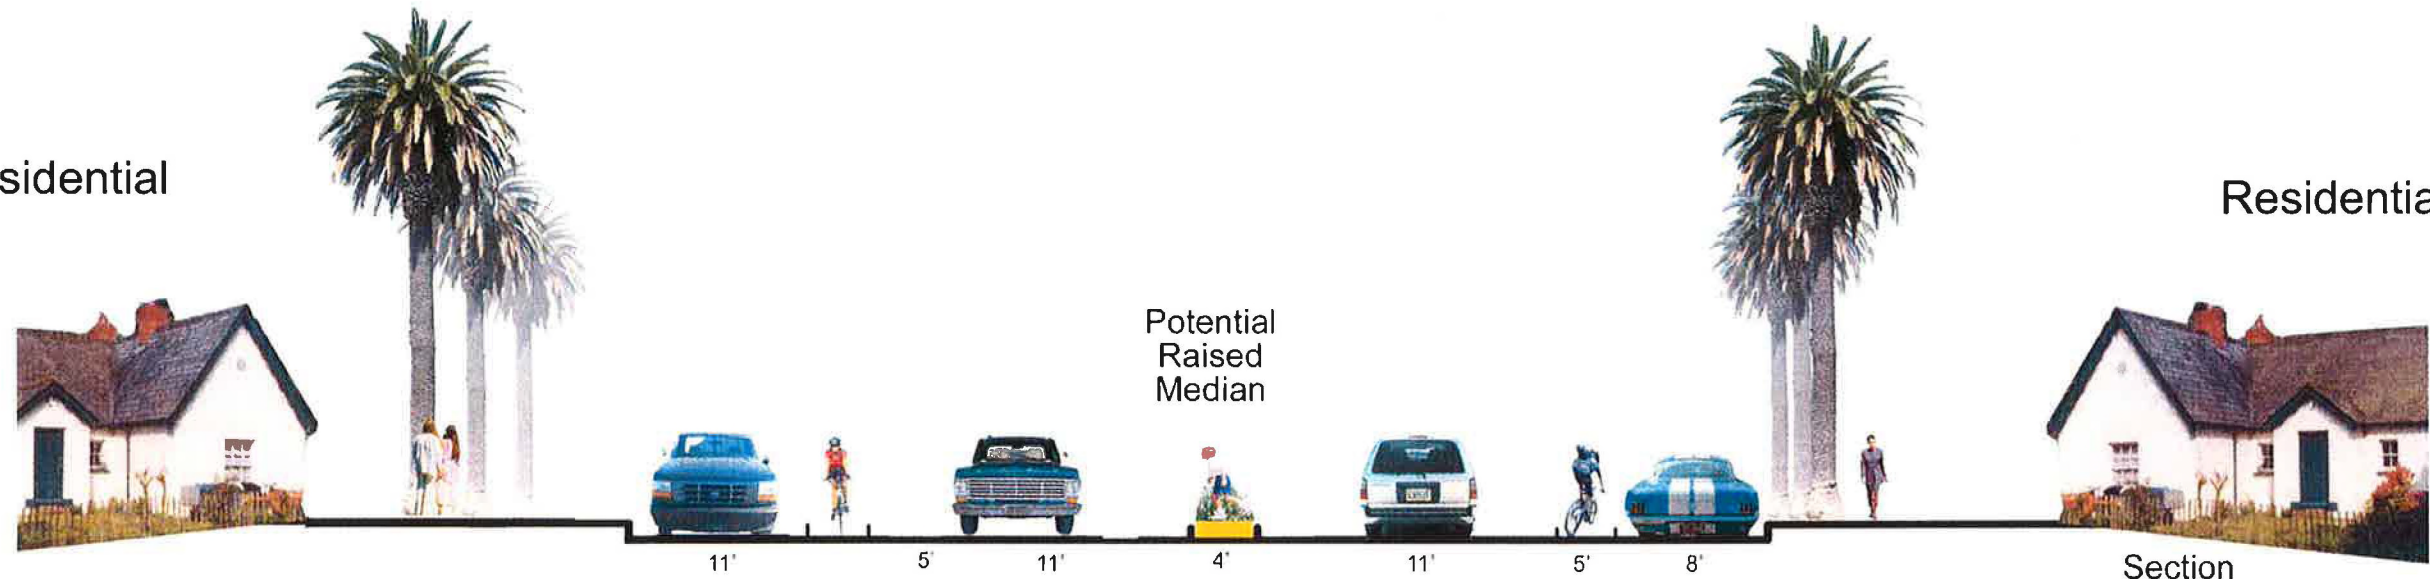 sidential
Residentia
Potential
Raised
Median
11' 5' 11' 4' 11' 5' 8'
Section